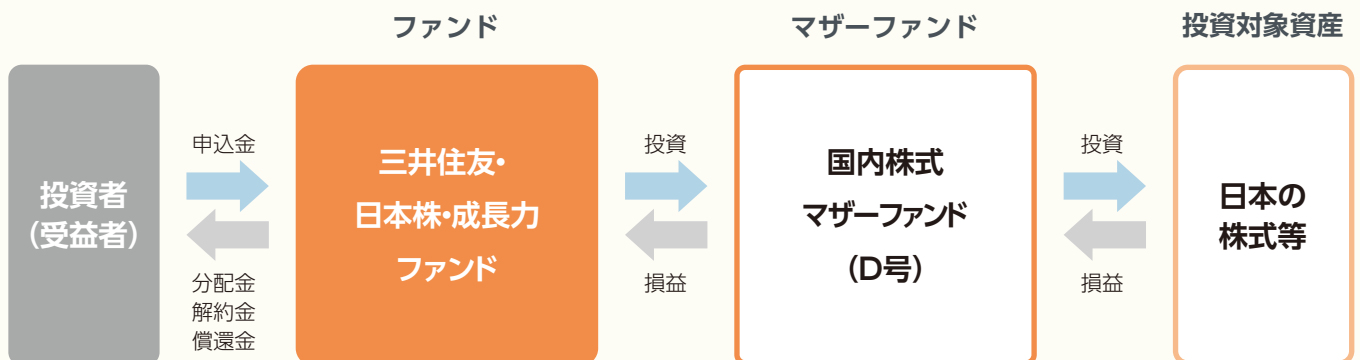 ファンド
マザーファンド
投資対象資産
投資者
(受益者)
申込金
分配金
解約金
償還金
三井住友・
日本株・成長力
ファンド
投資
損益
国内株式
マザーファンド
(D号)
投資
損益
日本の
株式等